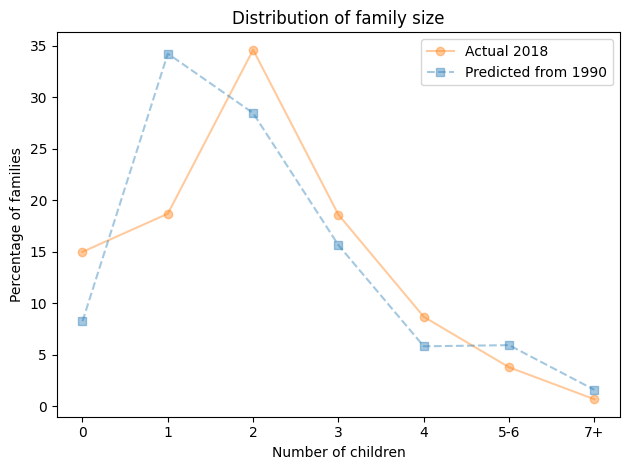 Distribution of family size
Actual 2018
Predicted from 1990
Percentage of families
35
30
25
20
15
10
5
0
0 1 2 3 4 5-6 7+
Number of children